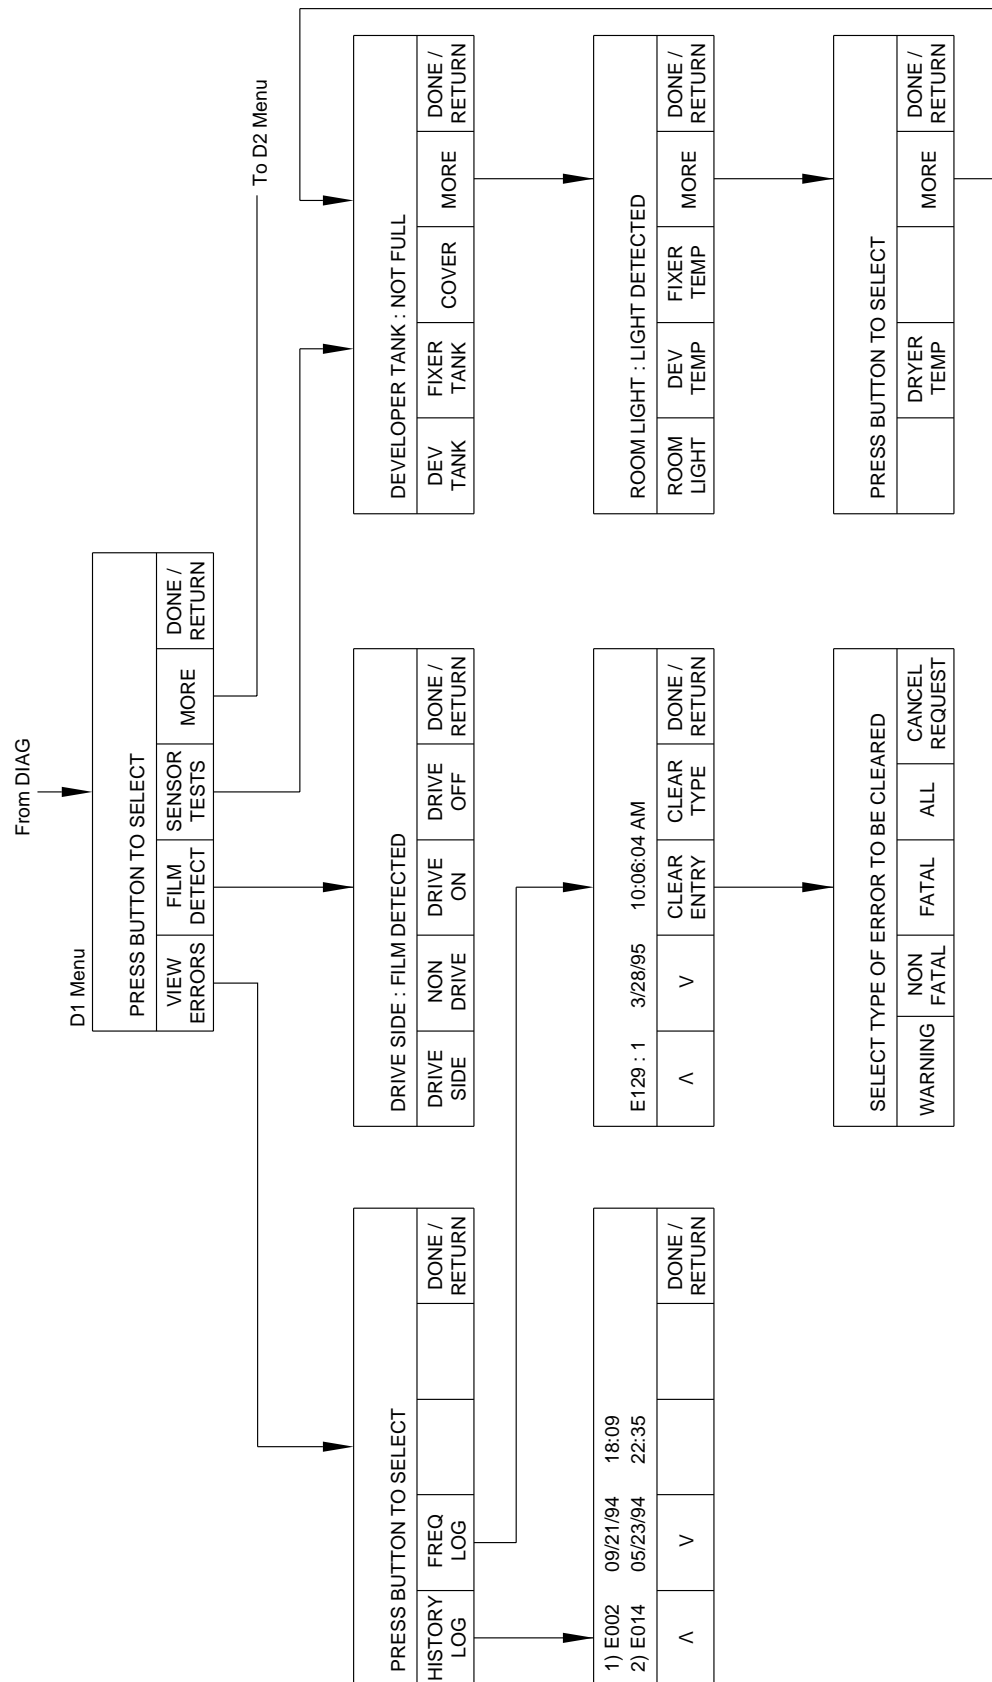 From DIAG
D1 Menu
PRESS BUTTON TO SELECT
VIEW ERRORS
FILM DETECT
SENSOR TESTS
MORE
DONE / RETURN
To D2 Menu
PRESS BUTTON TO SELECT
HISTORY LOG
FREQ LOG
DONE / RETURN
DRIVE SIDE : FILM DETECTED
DRIVE SIDE
NON DRIVE
DRIVE ON
DRIVE OFF
DONE / RETURN
DEVELOPER TANK : NOT FULL
DEV TANK
FIXER TANK
COVER
MORE
DONE / RETURN
1) E002 09/21/94 18:09
2) E014 05/23/94 22:35
Λ
V
DONE / RETURN
E129 : 1 3/28/95 10:06:04 AM
Λ
V
CLEAR ENTRY
CLEAR TYPE
DONE / RETURN
ROOM LIGHT : LIGHT DETECTED
ROOM LIGHT
DEV TEMP
FIXER TEMP
MORE
DONE / RETURN
SELECT TYPE OF ERROR TO BE CLEARED
WARNING
NON FATAL
FATAL
ALL
CANCEL REQUEST
PRESS BUTTON TO SELECT
DRYER TEMP
MORE
DONE / RETURN